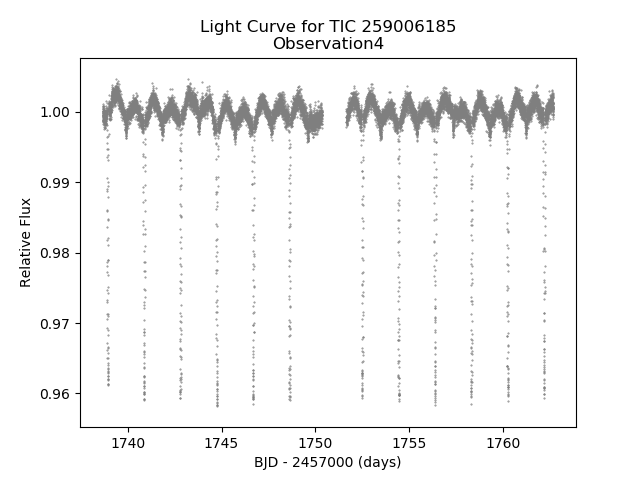 Light Curve for TIC 259006185
Observation4
1.00
0.99
0.98
0.97
0.96
Relative Flux
1740
1745
1750
1755
1760
BJD - 2457000 (days)